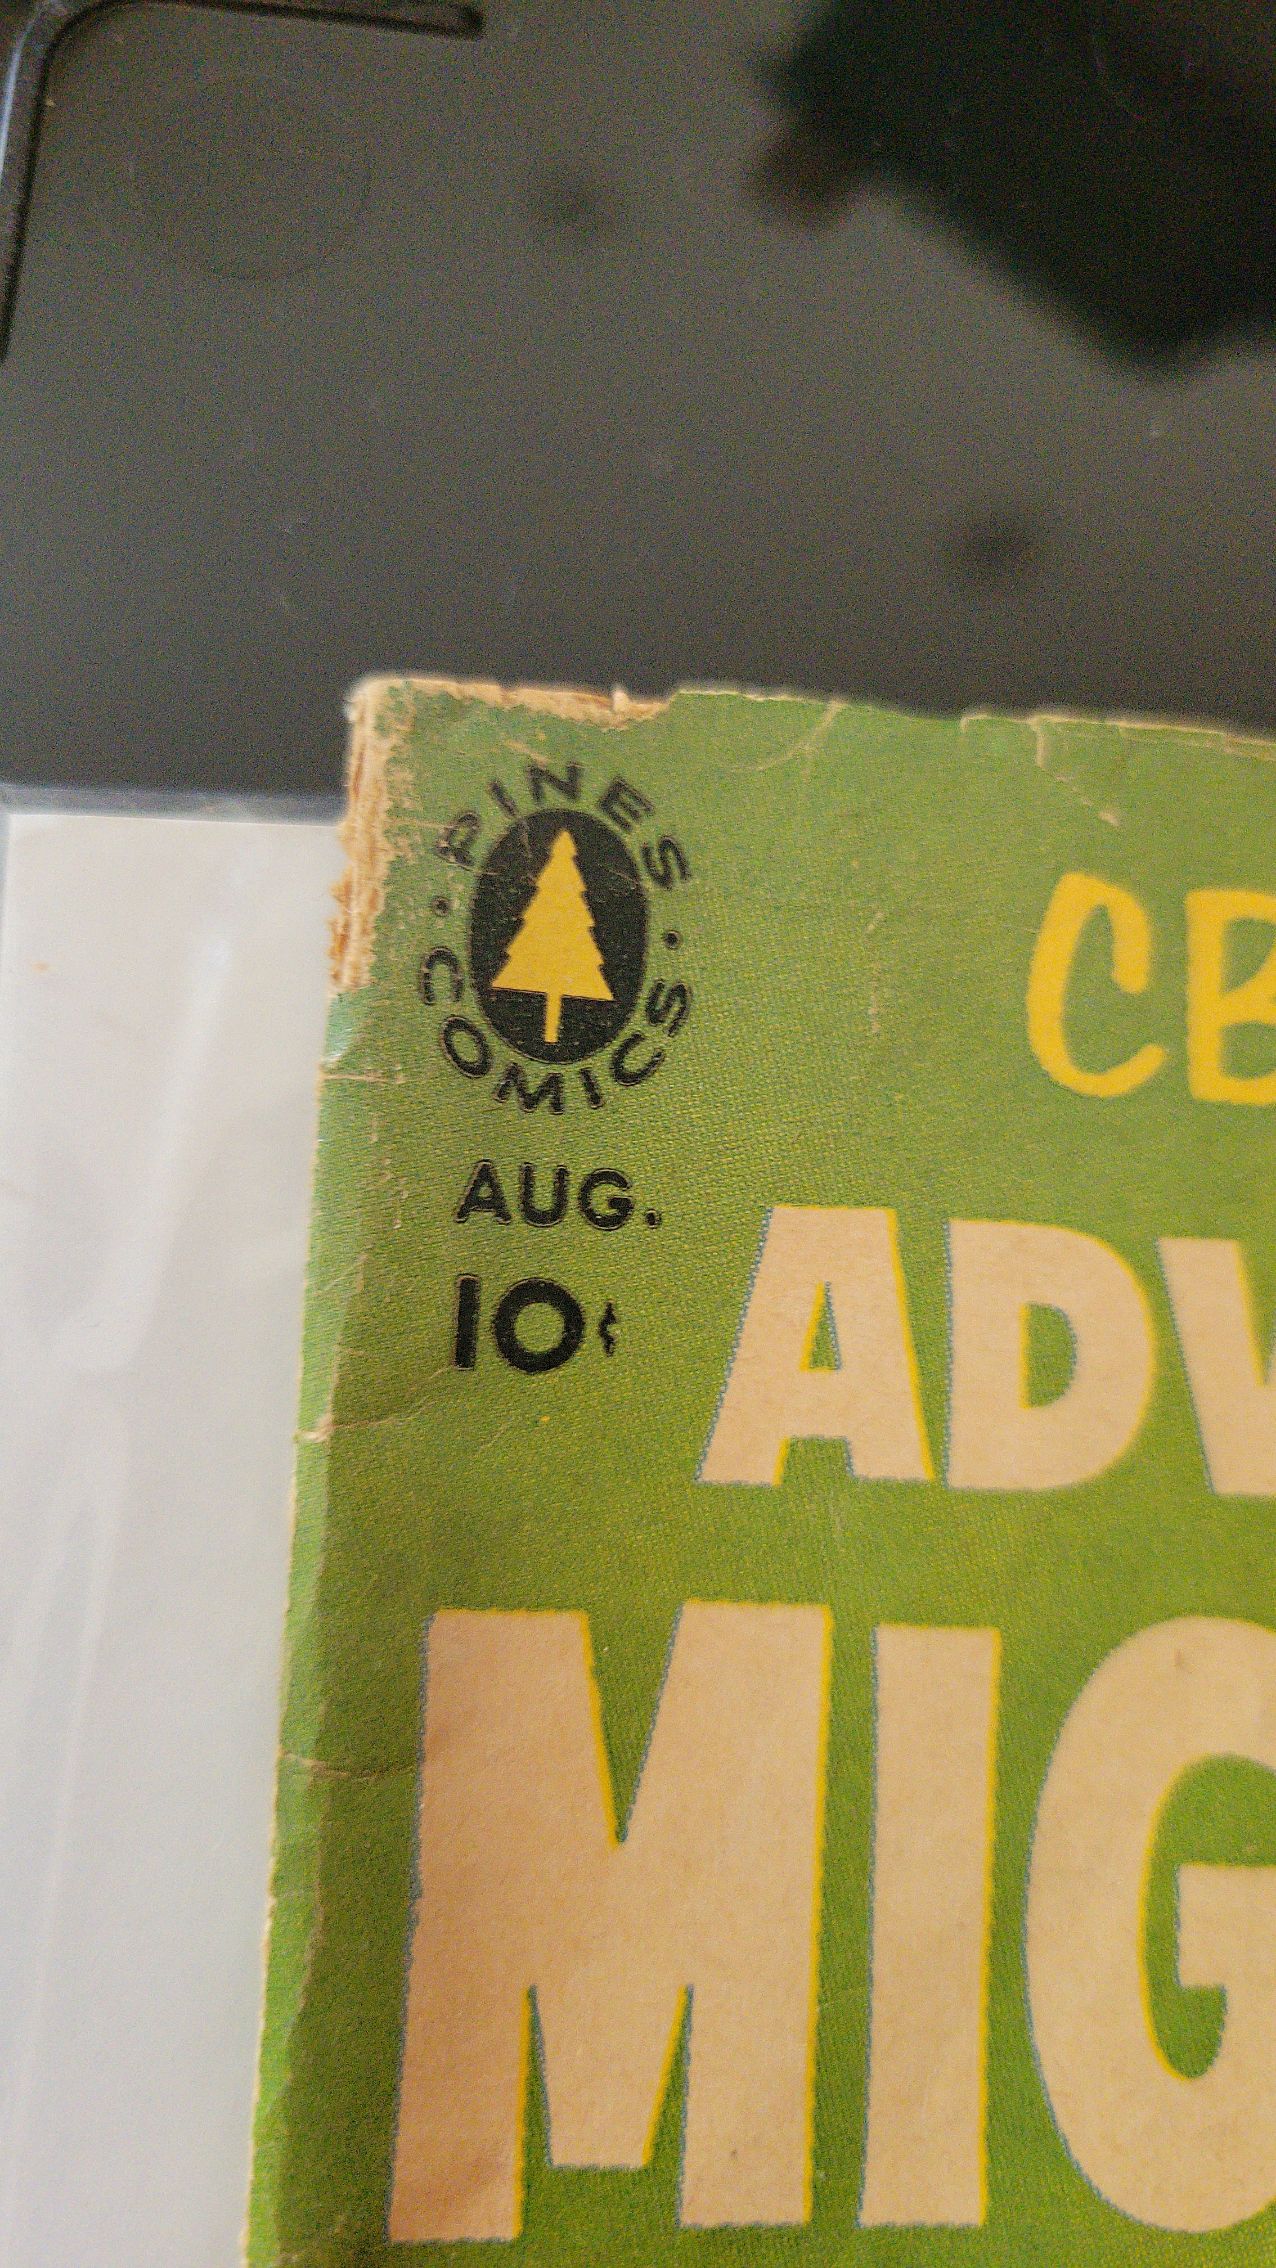 PINES
COMICS
AUG.
10¢
CB
ADV
MIG